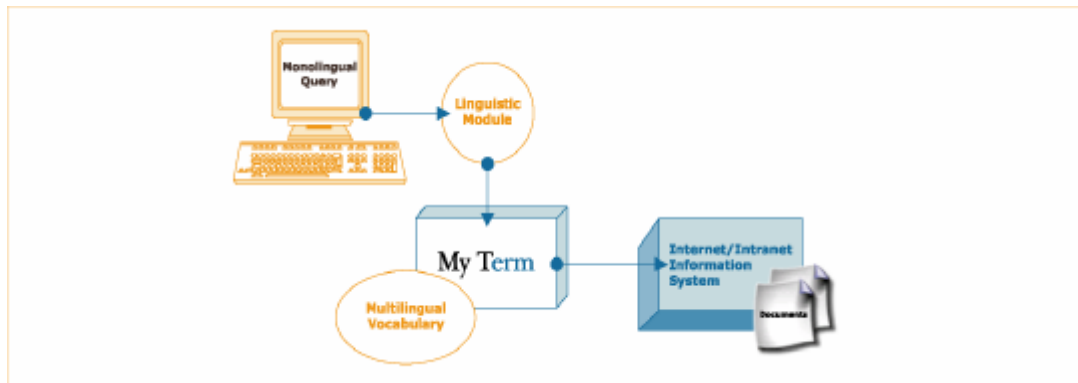 Monolingual
Query
Linguistic
Module
My Term
Multilingual
Vocabulary
Internet/Intranet
Information
System
Documents